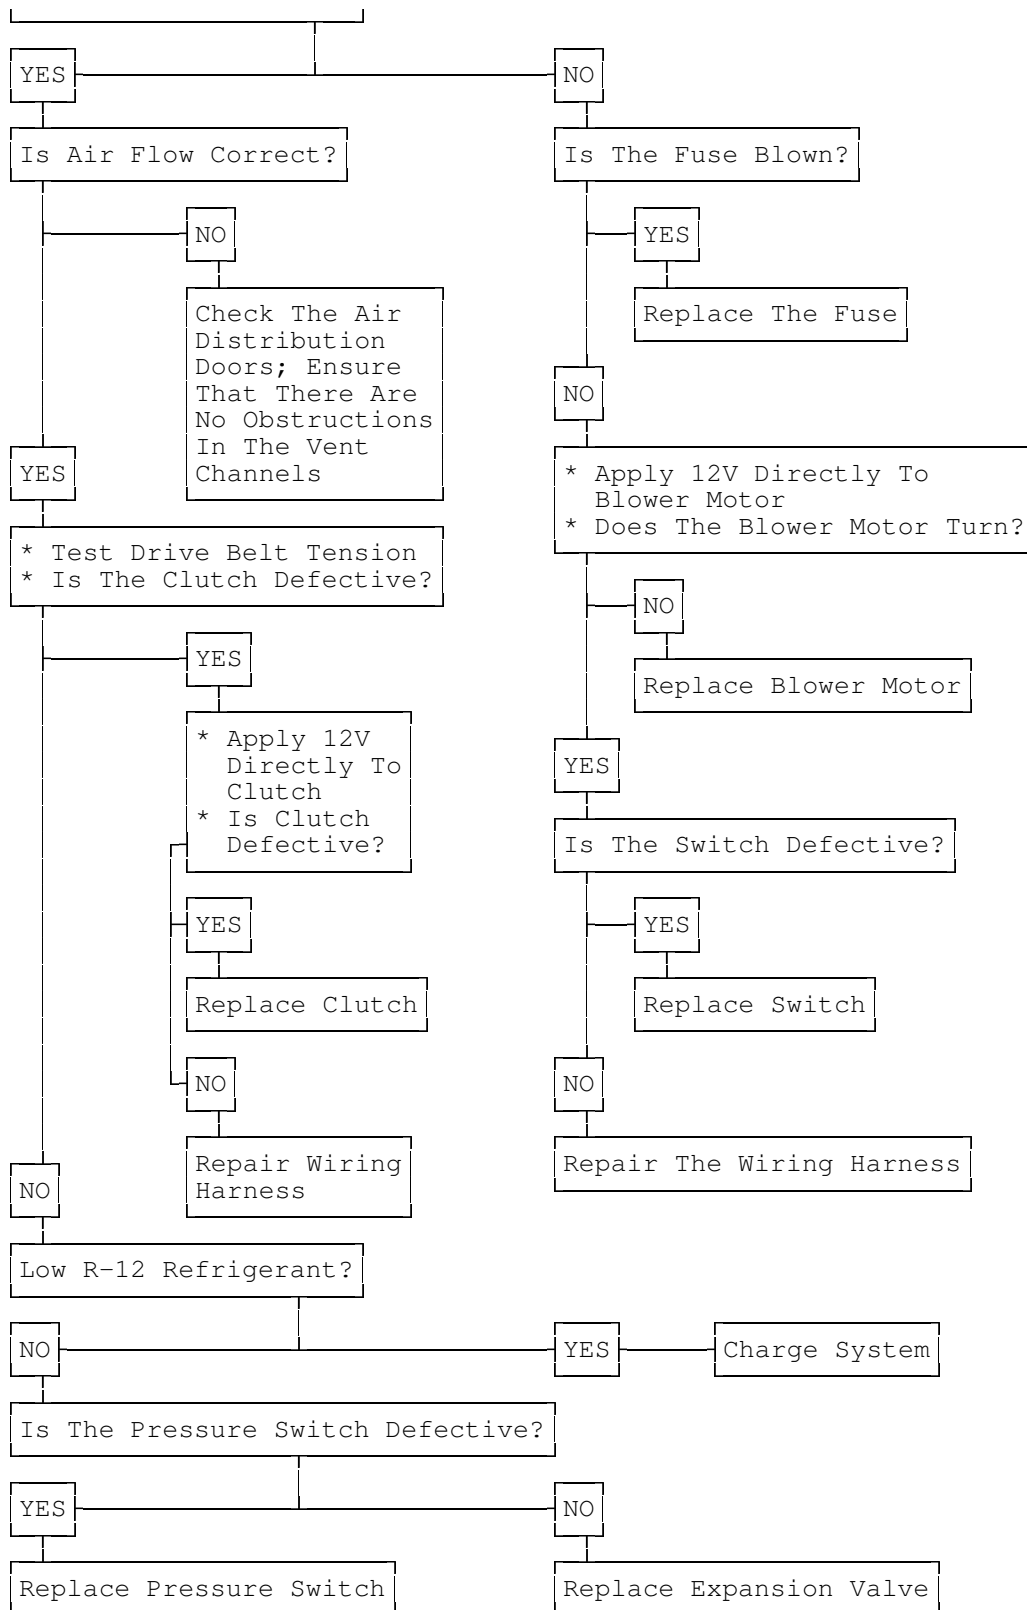 YES
NO
Is Air Flow Correct?
Is The Fuse Blown?
NO
YES
Check The Air
Distribution
Doors; Ensure
That There Are
No Obstructions
In The Vent
Channels
Replace The Fuse
NO
YES
* Apply 12V Directly To
Blower Motor
* Does The Blower Motor Turn?
* Test Drive Belt Tension
* Is The Clutch Defective?
NO
YES
Replace Blower Motor
* Apply 12V
Directly To
Clutch
* Is Clutch
Defective?
YES
Is The Switch Defective?
YES
YES
Replace Clutch
Replace Switch
NO
NO
Repair Wiring
Harness
Repair The Wiring Harness
NO
Low R-12 Refrigerant?
NO
YES
Charge System
Is The Pressure Switch Defective?
YES
NO
Replace Pressure Switch
Replace Expansion Valve